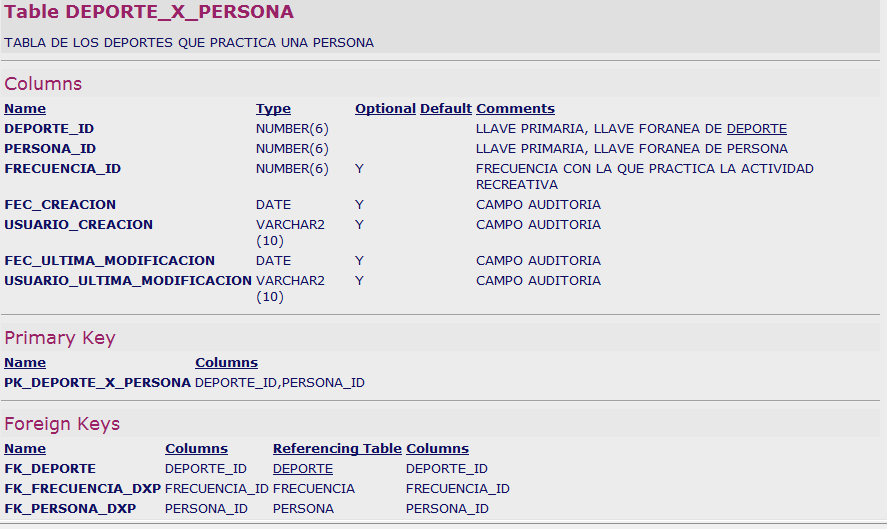 Table DEPORTE_X_PERSONA
TABLA DE LOS DEPORTES QUE PRACTICA UNA PERSONA
Columns
Name Type Optional Default Comments
DEPORTE_ID NUMBER(6) LLAVE PRIMARIA, LLAVE FORANEA DE DEPORTE
PERSONA_ID NUMBER(6) LLAVE PRIMARIA, LLAVE FORANEA DE PERSONA
FRECUENCIA_ID NUMBER(6) Y FRECUENCIA CON LA QUE PRACTICA LA ACTIVIDAD
RECREATIVA
FEC_CREACION DATE Y CAMPO AUDITORIA
USUARIO_CREACION VARCHAR2 Y CAMPO AUDITORIA
(10)
FEC_ULTIMA_MODIFICACION DATE Y CAMPO AUDITORIA
USUARIO_ULTIMA_MODIFICACION VARCHAR2 Y CAMPO AUDITORIA
(10)
Primary Key
Name Columns
PK_DEPORTE_X_PERSONA DEPORTE_ID,PERSONA_ID
Foreign Keys
Name Columns Referencing Table Columns
FK_DEPORTE DEPORTE_ID DEPORTE DEPORTE_ID
FK_FRECUENCIA_DXP FRECUENCIA_ID FRECUENCIA FRECUENCIA_ID
FK_PERSONA_DXP PERSONA_ID PERSONA PERSONA_ID